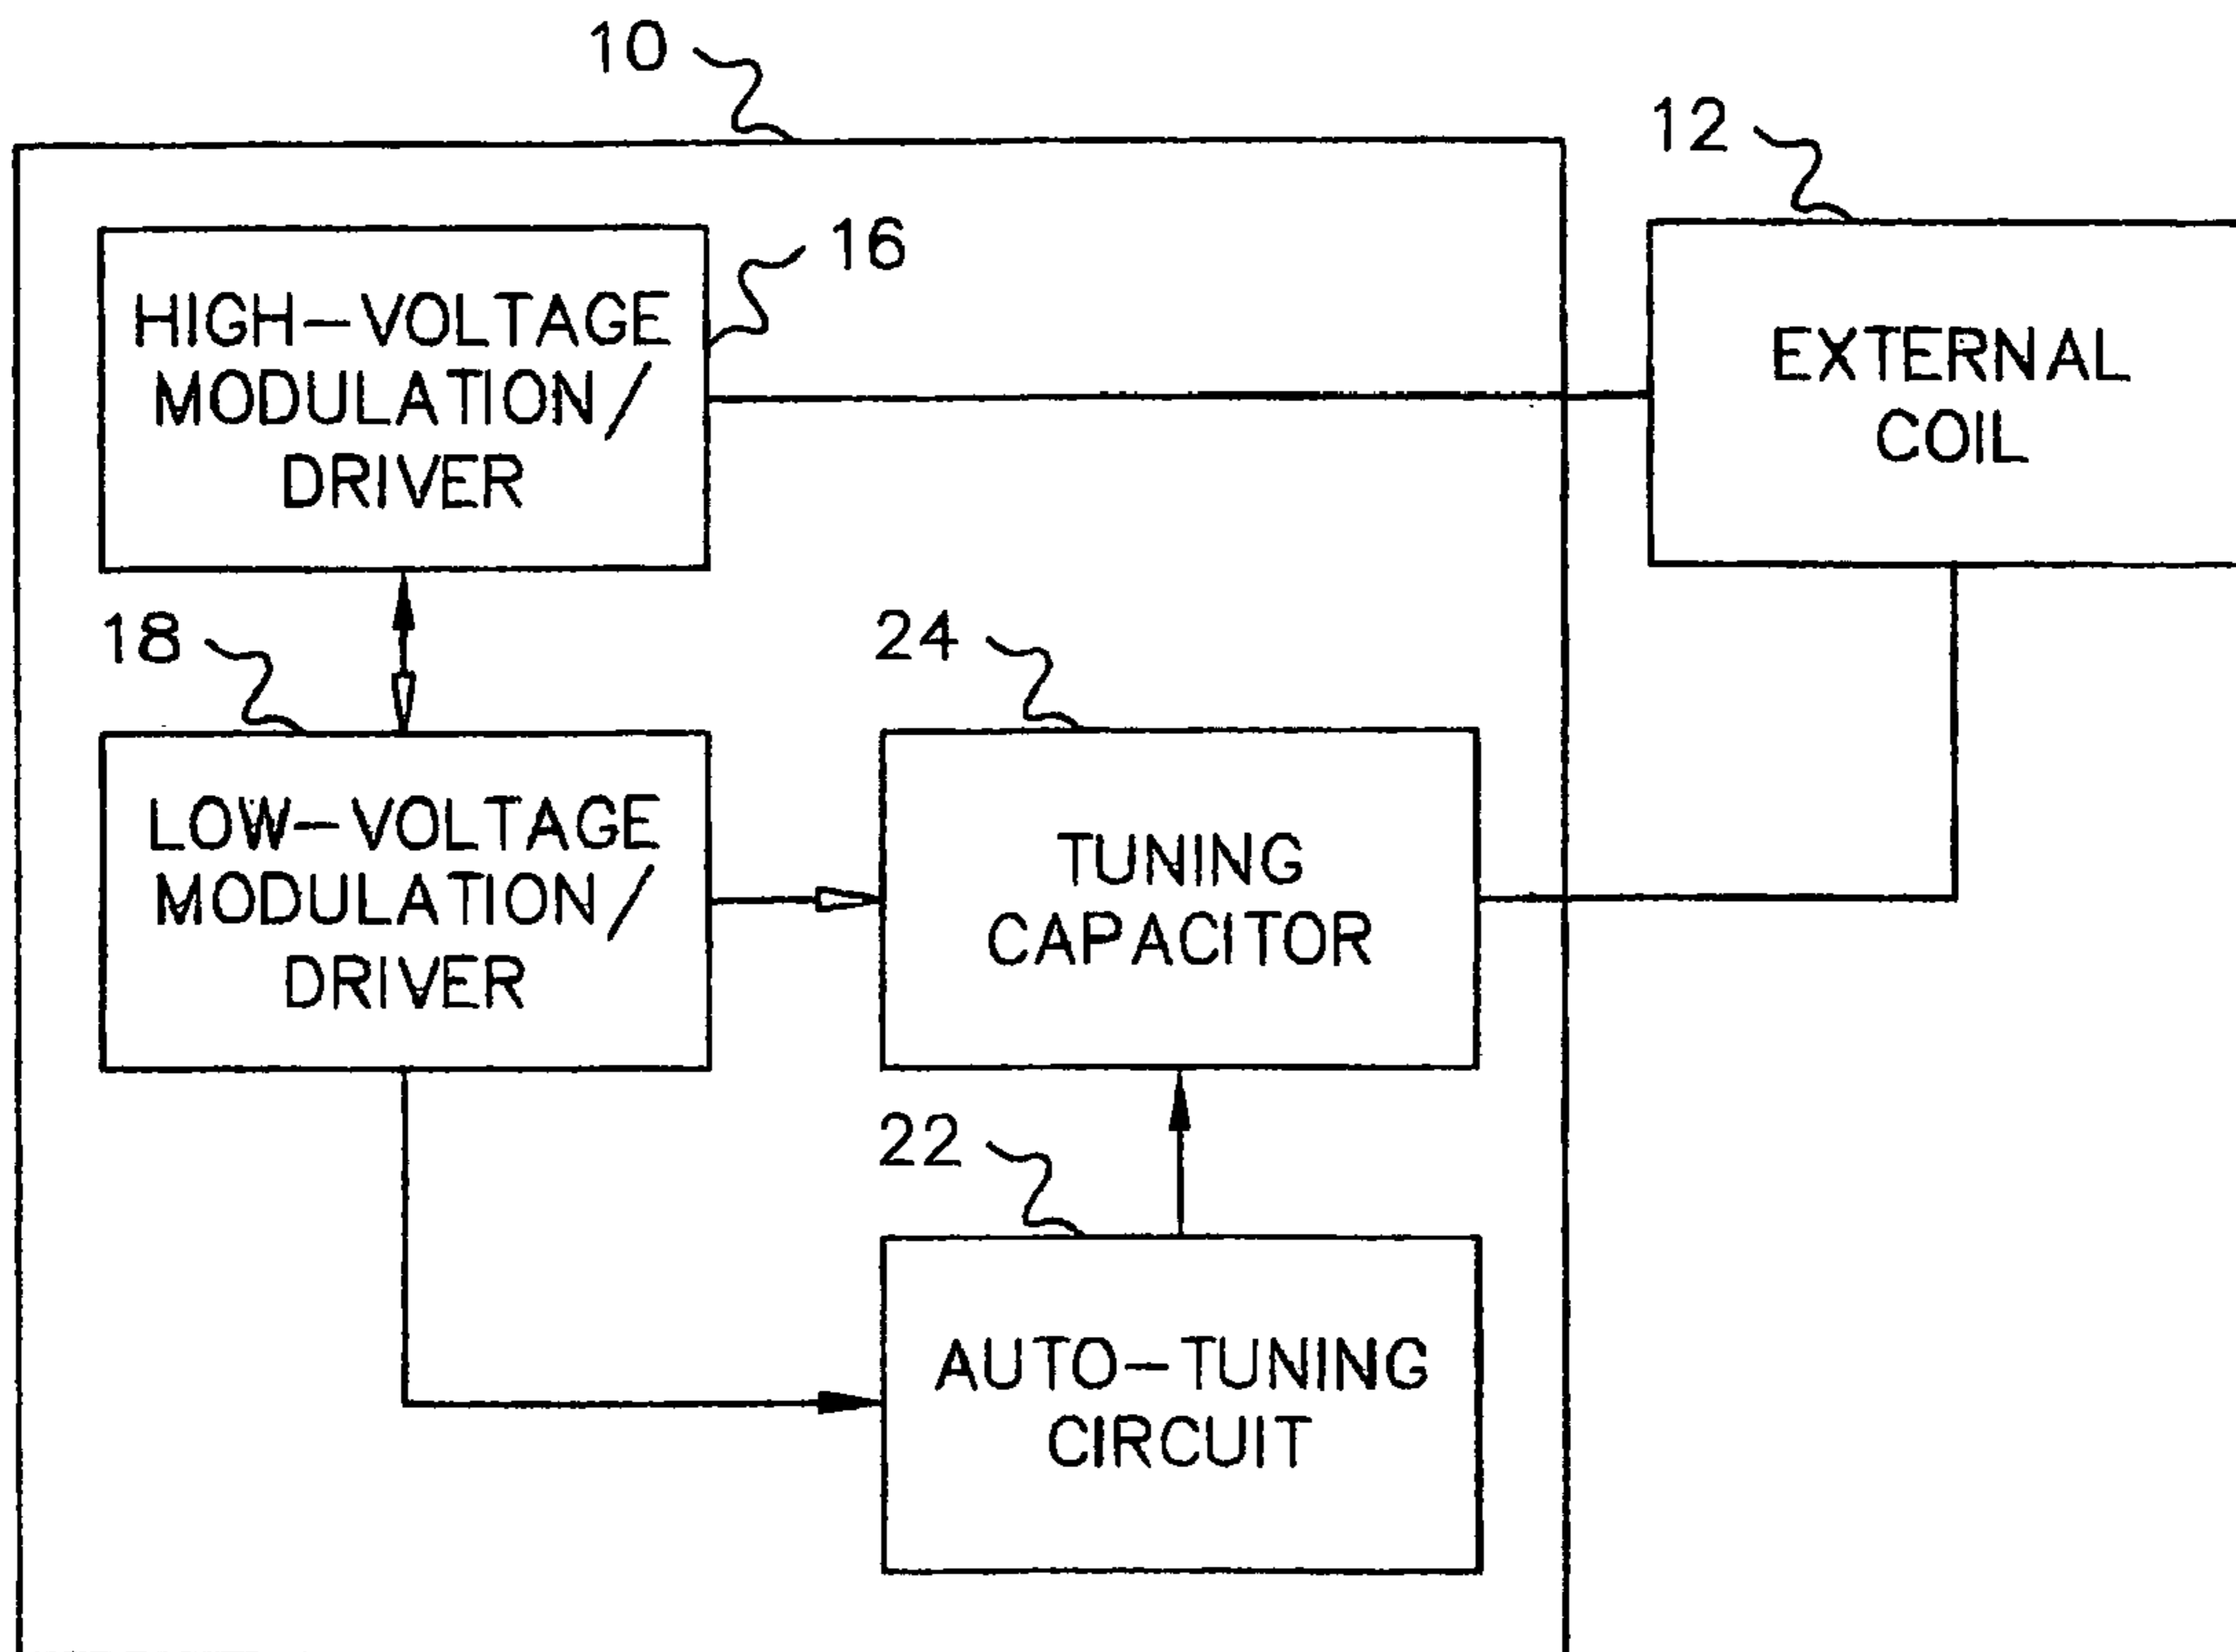 10
12
16
HIGH-VOLTAGE
MODULATION/
DRIVER
EXTERNAL
COIL
18
24
LOW-VOLTAGE
MODULATION/
DRIVER
TUNING
CAPACITOR
22
AUTO-TUNING
CIRCUIT